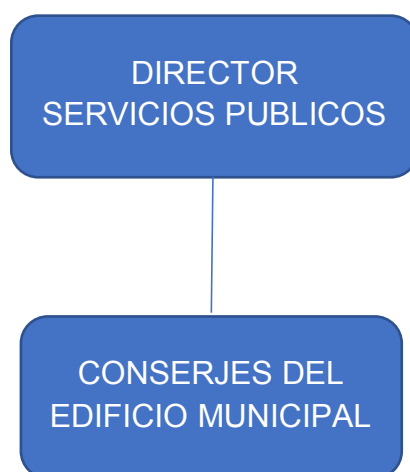 DIRECTOR
SERVICIOS PUBLICOS
CONSERJES DEL
EDIFICIO MUNICIPAL